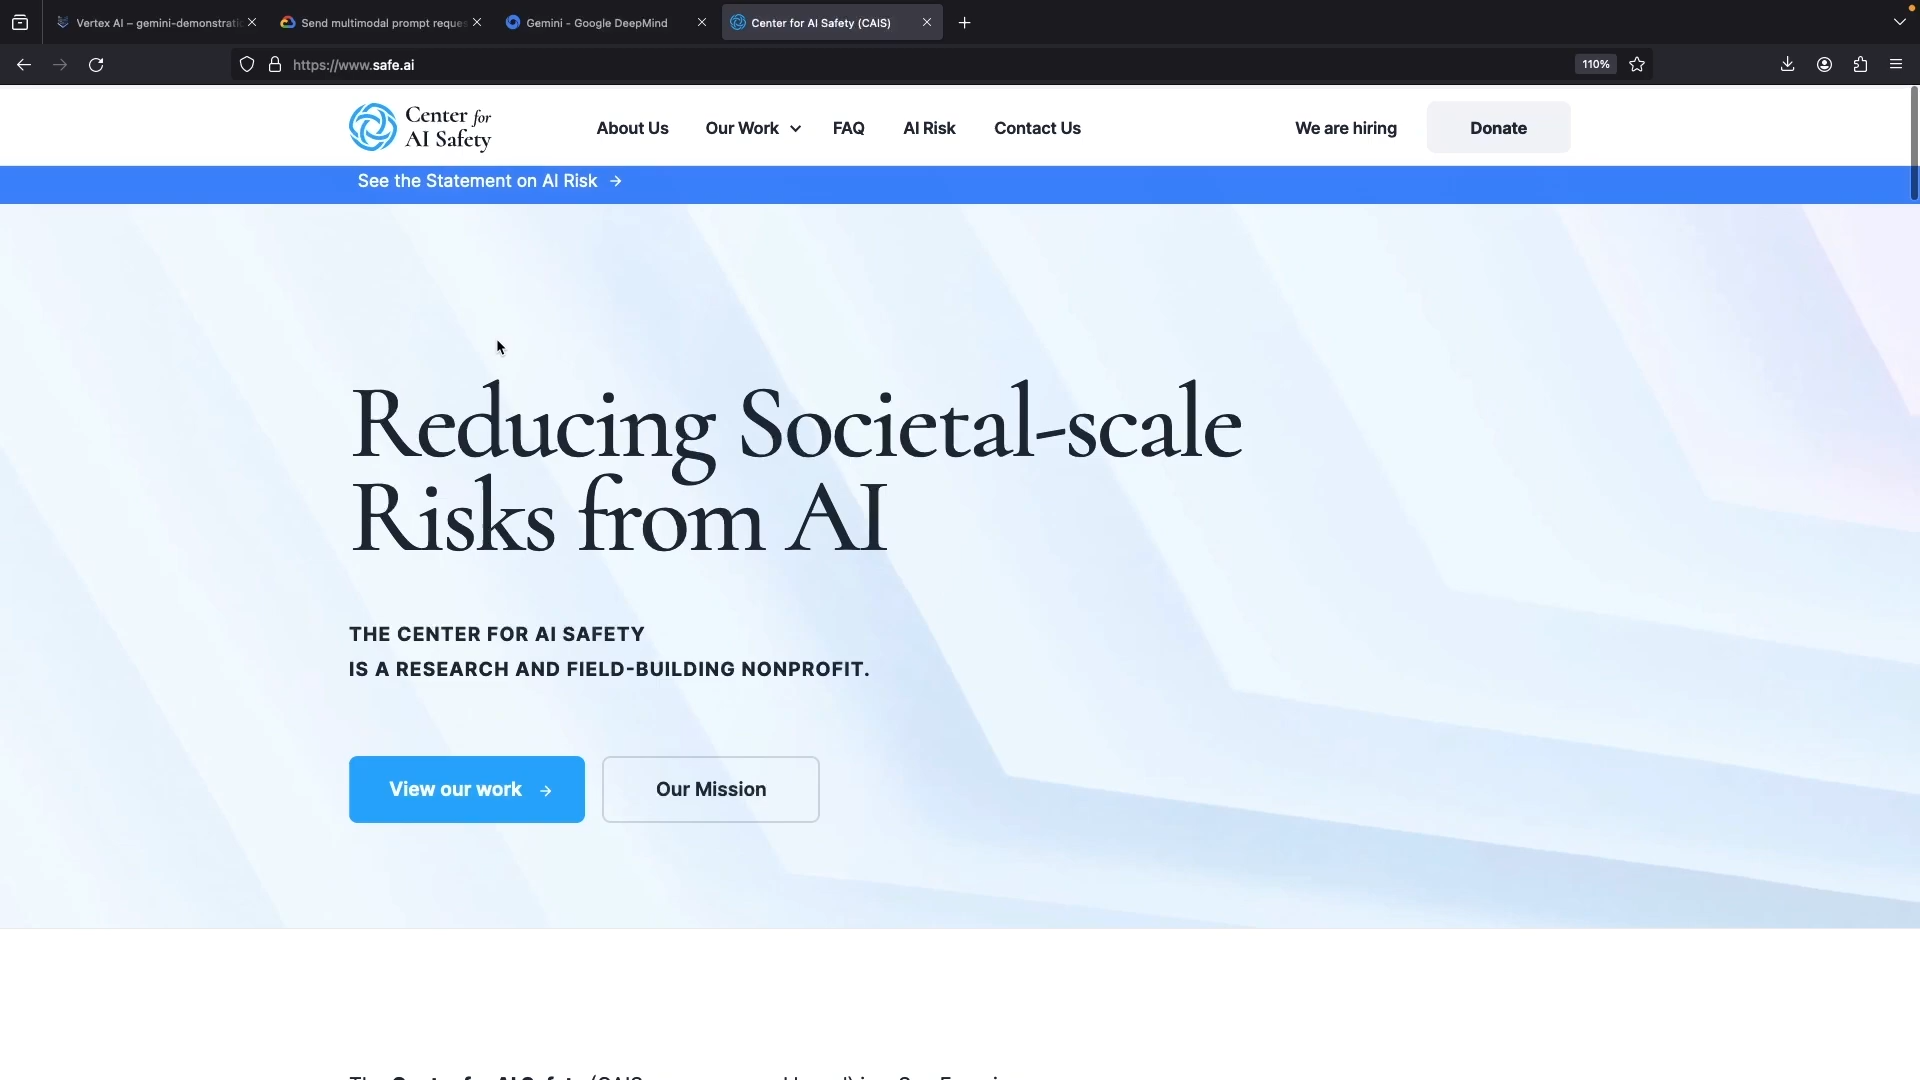 Vertex AI – gemini-demonstrati
Send multimodal prompt reques
Gemini - Google DeepMind
Center for AI Safety (CAIS)
https://www.safe.ai
110%
Center for
AI Safety
About Us
Our Work
FAQ
AI Risk
Contact Us
We are hiring
Donate
See the Statement on AI Risk →
Reducing Societal-scale
Risks from AI
THE CENTER FOR AI SAFETY
IS A RESEARCH AND FIELD-BUILDING NONPROFIT.
View our work →
Our Mission